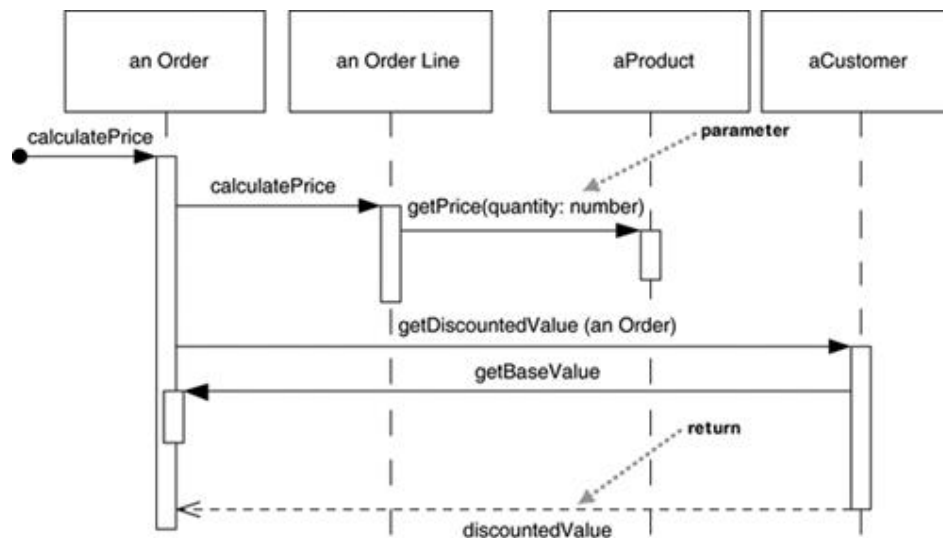 an Order
an Order Line
aProduct
aCustomer
parameter
calculatePrice
calculatePrice
getPrice(quantity: number)
getDiscountedValue (an Order)
getBaseValue
return
discountedValue